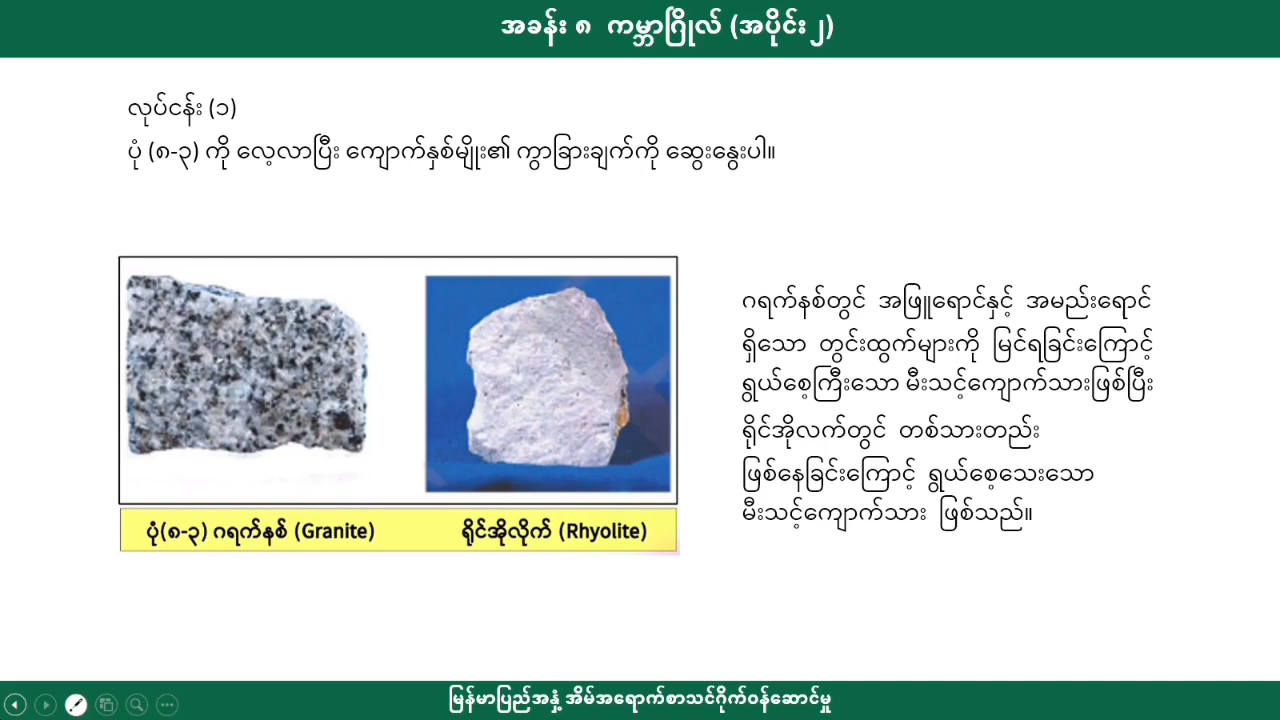 အခန်း ၈ ကမ္ဘာဂြိုလ် (အပိုင်း ၂)
လုပ်ငန်း (၁)
ပုံ (၈-၃) ကို လေ့လာပြီး ကျောက်နှစ်မျိုး၏ ကွာခြားချက်ကို ဆွေးနွေးပါ။
ဂရက်နစ်တွင် အဖြူရောင်နှင့် အမည်းရောင်
ရှိသော တွင်းထွက်များကို မြင်ရခြင်းကြောင့်
ရွယ်စေ့ကြီးသော မီးသင့်ကျောက်သားဖြစ်ပြီး
ရိုင်အိုလက်တွင် တစ်သားတည်း
ဖြစ်နေခြင်းကြောင့် ရွယ်စေ့သေးသော
မီးသင့်ကျောက်သား ဖြစ်သည်။
ပုံ(၈-၃) ဂရက်နစ် (Granite) ရိုင်အိုလိုက် (Rhyolite)
မြန်မာပြည်အနှံ့ အိမ်အရောက်စာသင်ဂိုက်ဝန်ဆောင်မှု